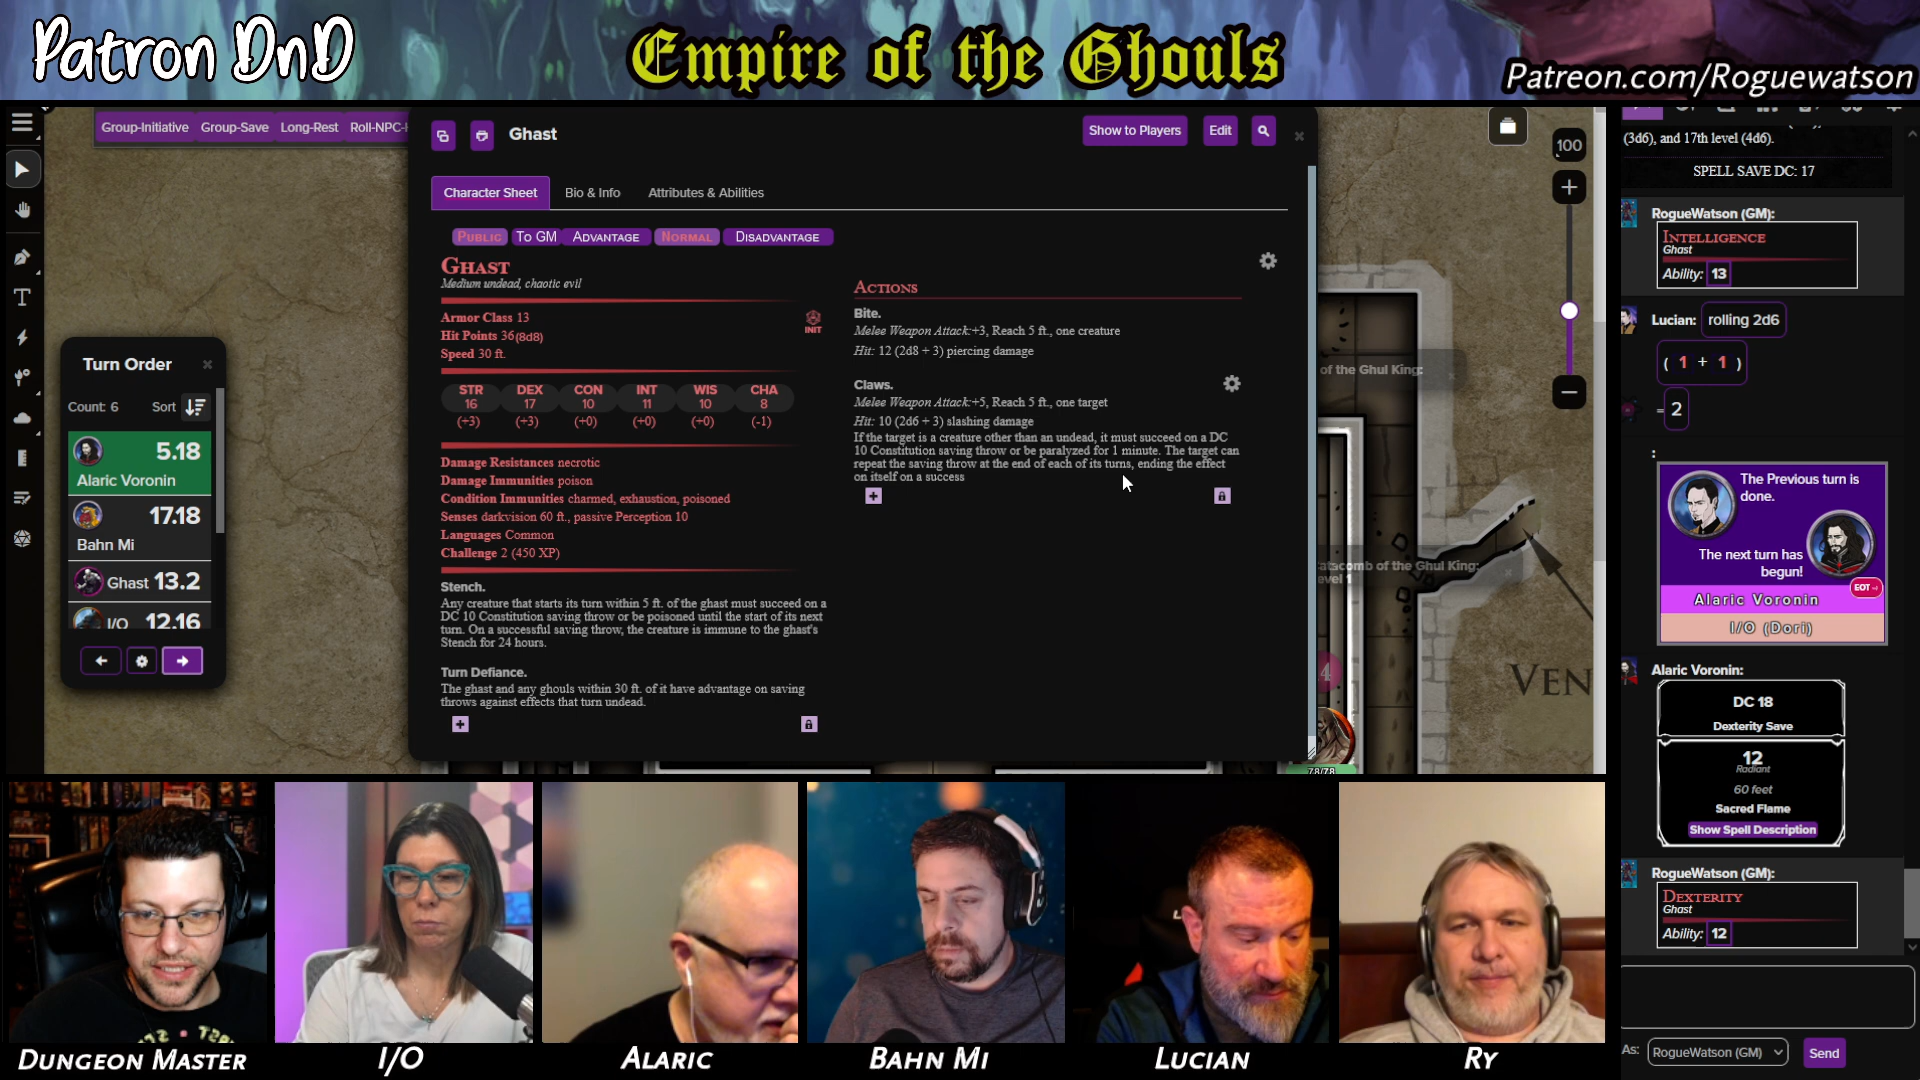 Patron DnD
Empire of the Ghouls
Patreon.com/Roguewatson
Group-Initiative Group-Save Long-Rest Roll-NPC-
Ghast
Show to Players Edit
Character Sheet Bio & Info Attributes & Abilities
Public To GM Advantage Normal Disadvantage
Ghast
Medium undead, chaotic evil
Armor Class 13
Hit Points 36(8d8)
Speed 30 ft.
INIT
STR DEX CON INT WIS CHA
16 17 10 11 10 8
(+3) (+3) (+0) (+0) (+0) (-1)
Damage Resistances necrotic
Damage Immunities poison
Condition Immunities charmed, exhaustion, poisoned
Senses darkvision 60 ft., passive Perception 10
Languages Common
Challenge 2 (450 XP)
Stench.
Any creature that starts its turn within 5 ft. of the ghast must succeed on a
DC 10 Constitution saving throw or be poisoned until the start of its next
turn. On a successful saving throw, the creature is immune to the ghast's
Stench for 24 hours.
Turn Defiance.
The ghast and any ghouls within 30 ft. of it have advantage on saving
throws against effects that turn undead.
Actions
Bite.
Melee Weapon Attack:+3, Reach 5 ft., one creature
Hit: 12 (2d8 + 3) piercing damage
Claws.
Melee Weapon Attack:+5, Reach 5 ft., one target
Hit: 10 (2d6 + 3) slashing damage
If the target is a creature other than an undead, it must succeed on a DC
10 Constitution saving throw or be paralyzed for 1 minute. The target can
repeat the saving throw at the end of each of its turns, ending the effect
on itself on a success
Turn Order
Count: 6 Sort
5.18
Alaric Voronin
17.18
Bahn Mi
Ghast 13.2
I/O 12.16
100
of the Ghul King:
comb of the Ghul King:
evel 1
4
VEN
78/78
(3d6), and 17th level (4d6).
SPELL SAVE DC: 17
RogueWatson (GM):
Intelligence
Ghast
Ability: 13
Lucian: rolling 2d6
( 1 + 1 )
= 2
:
The Previous turn is
done.
The next turn has
begun!
EOT
Alaric Voronin
I/O (Dori)
Alaric Voronin:
DC 18
Dexterity Save
12
Radiant
60 feet
Sacred Flame
Show Spell Description
RogueWatson (GM):
Dexterity
Ghast
Ability: 12
As: RogueWatson (GM) Send
Dungeon Master
I/O
Alaric
Bahn Mi
Lucian
Ry